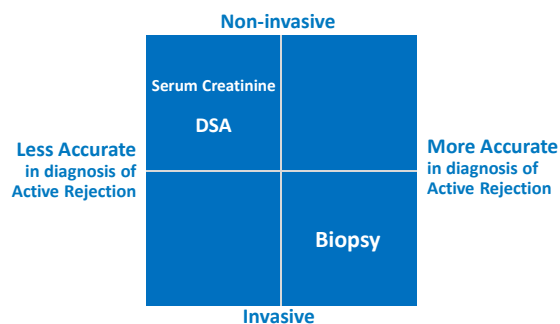 Non-invasive
Serum Creatinine
DSA
Less Accurate
in diagnosis of
Active Rejection
More Accurate
in diagnosis of
Active Rejection
Biopsy
Invasive